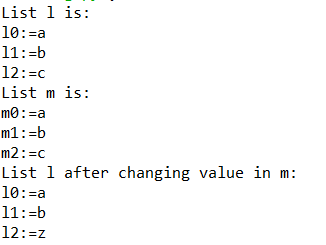 List l is:
l0:=a
l1:=b
l2:=c
List m is:
m0:=a
m1:=b
m2:=c
List l after changing value in m:
l0:=a
l1:=b
l2:=z